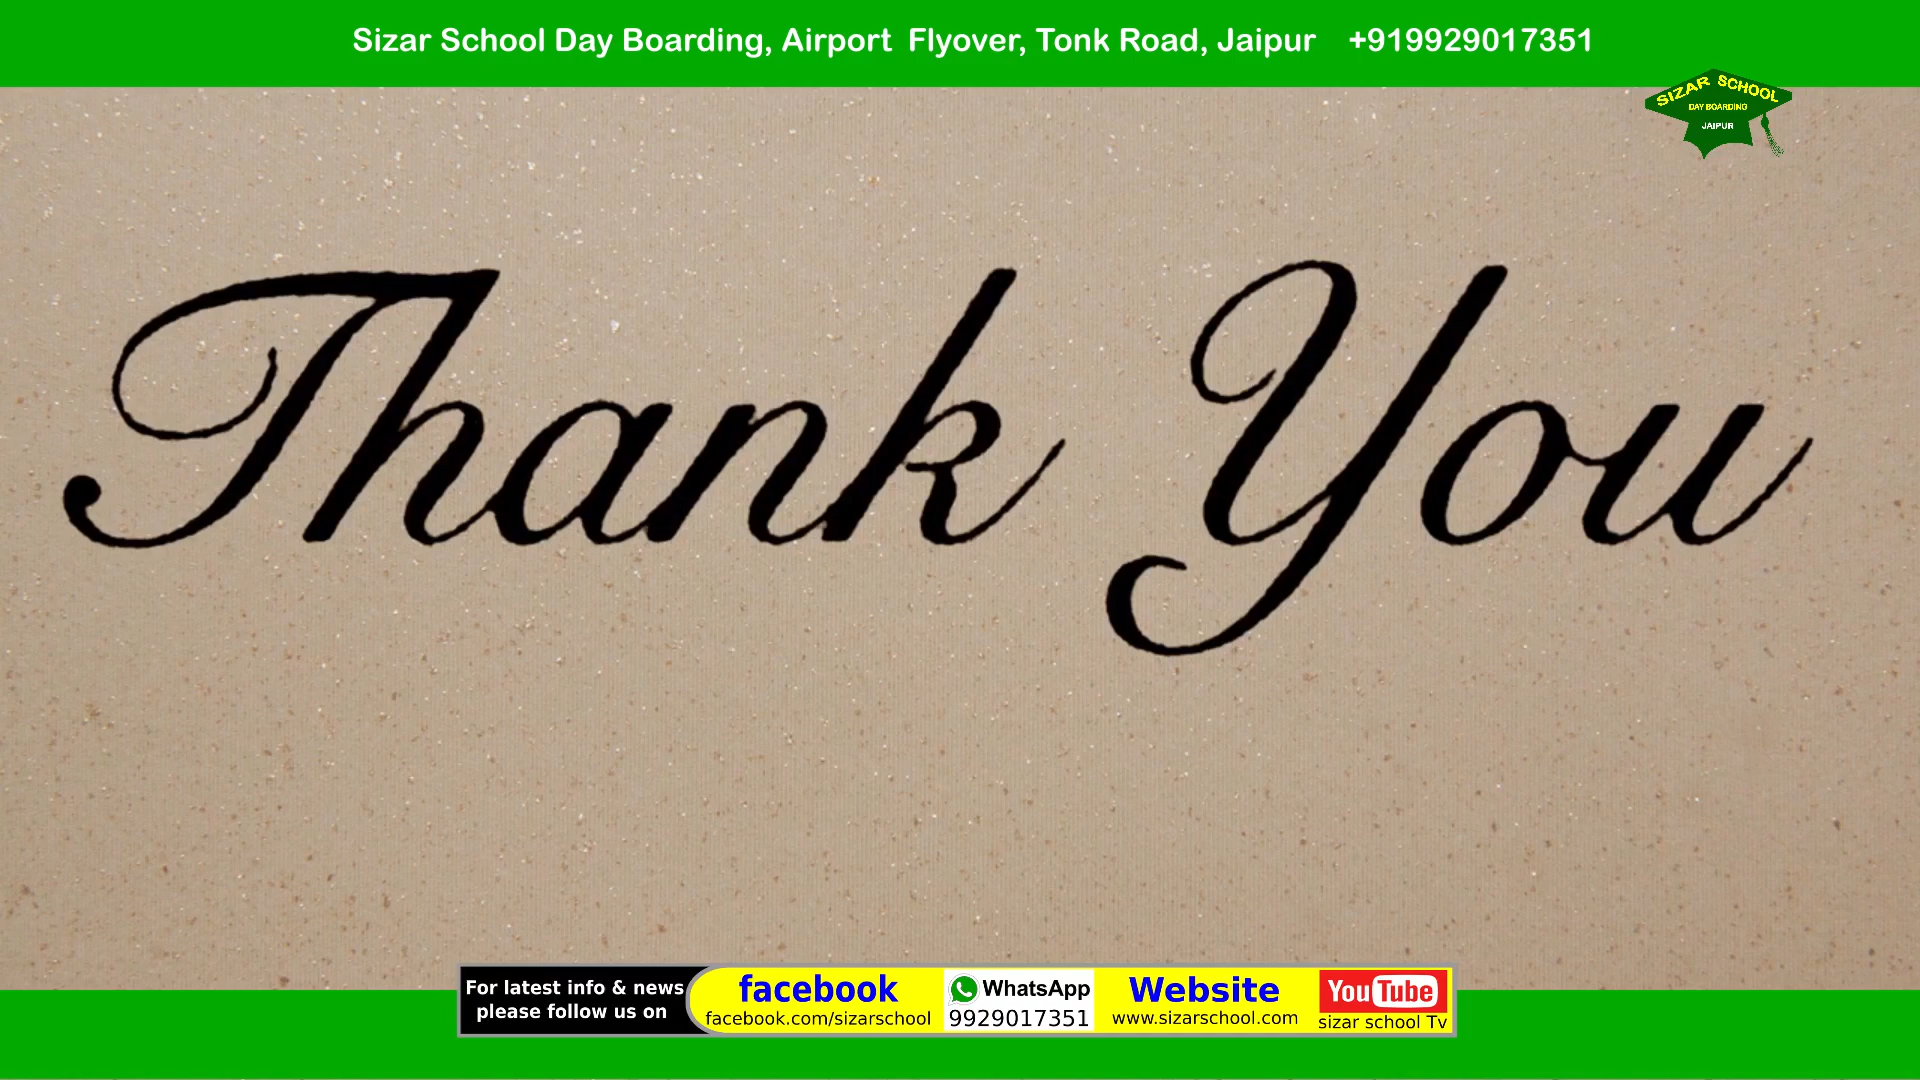 Sizar School Day Boarding, Airport Flyover, Tonk Road, Jaipur +919929017351
SIZAR SCHOOL
DAY BOARDING
JAIPUR
Thank You
For latest info & news
please follow us on
facebook
facebook.com/sizarschool
WhatsApp
9929017351
Website
www.sizarschool.com
YouTube
sizar school Tv